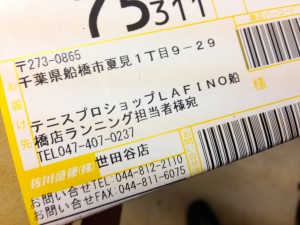 75311
〒273-0865
千葉県船橋市夏見1丁目9-29
お届け先
テニスプロショップLAFINO船
橋店ランニング担当者様宛
様
TEL047-407-0237
佐川急便(株) 世田谷店
お問い合せTEL:044-812-2110
お問い合せFAX:044-811-6075